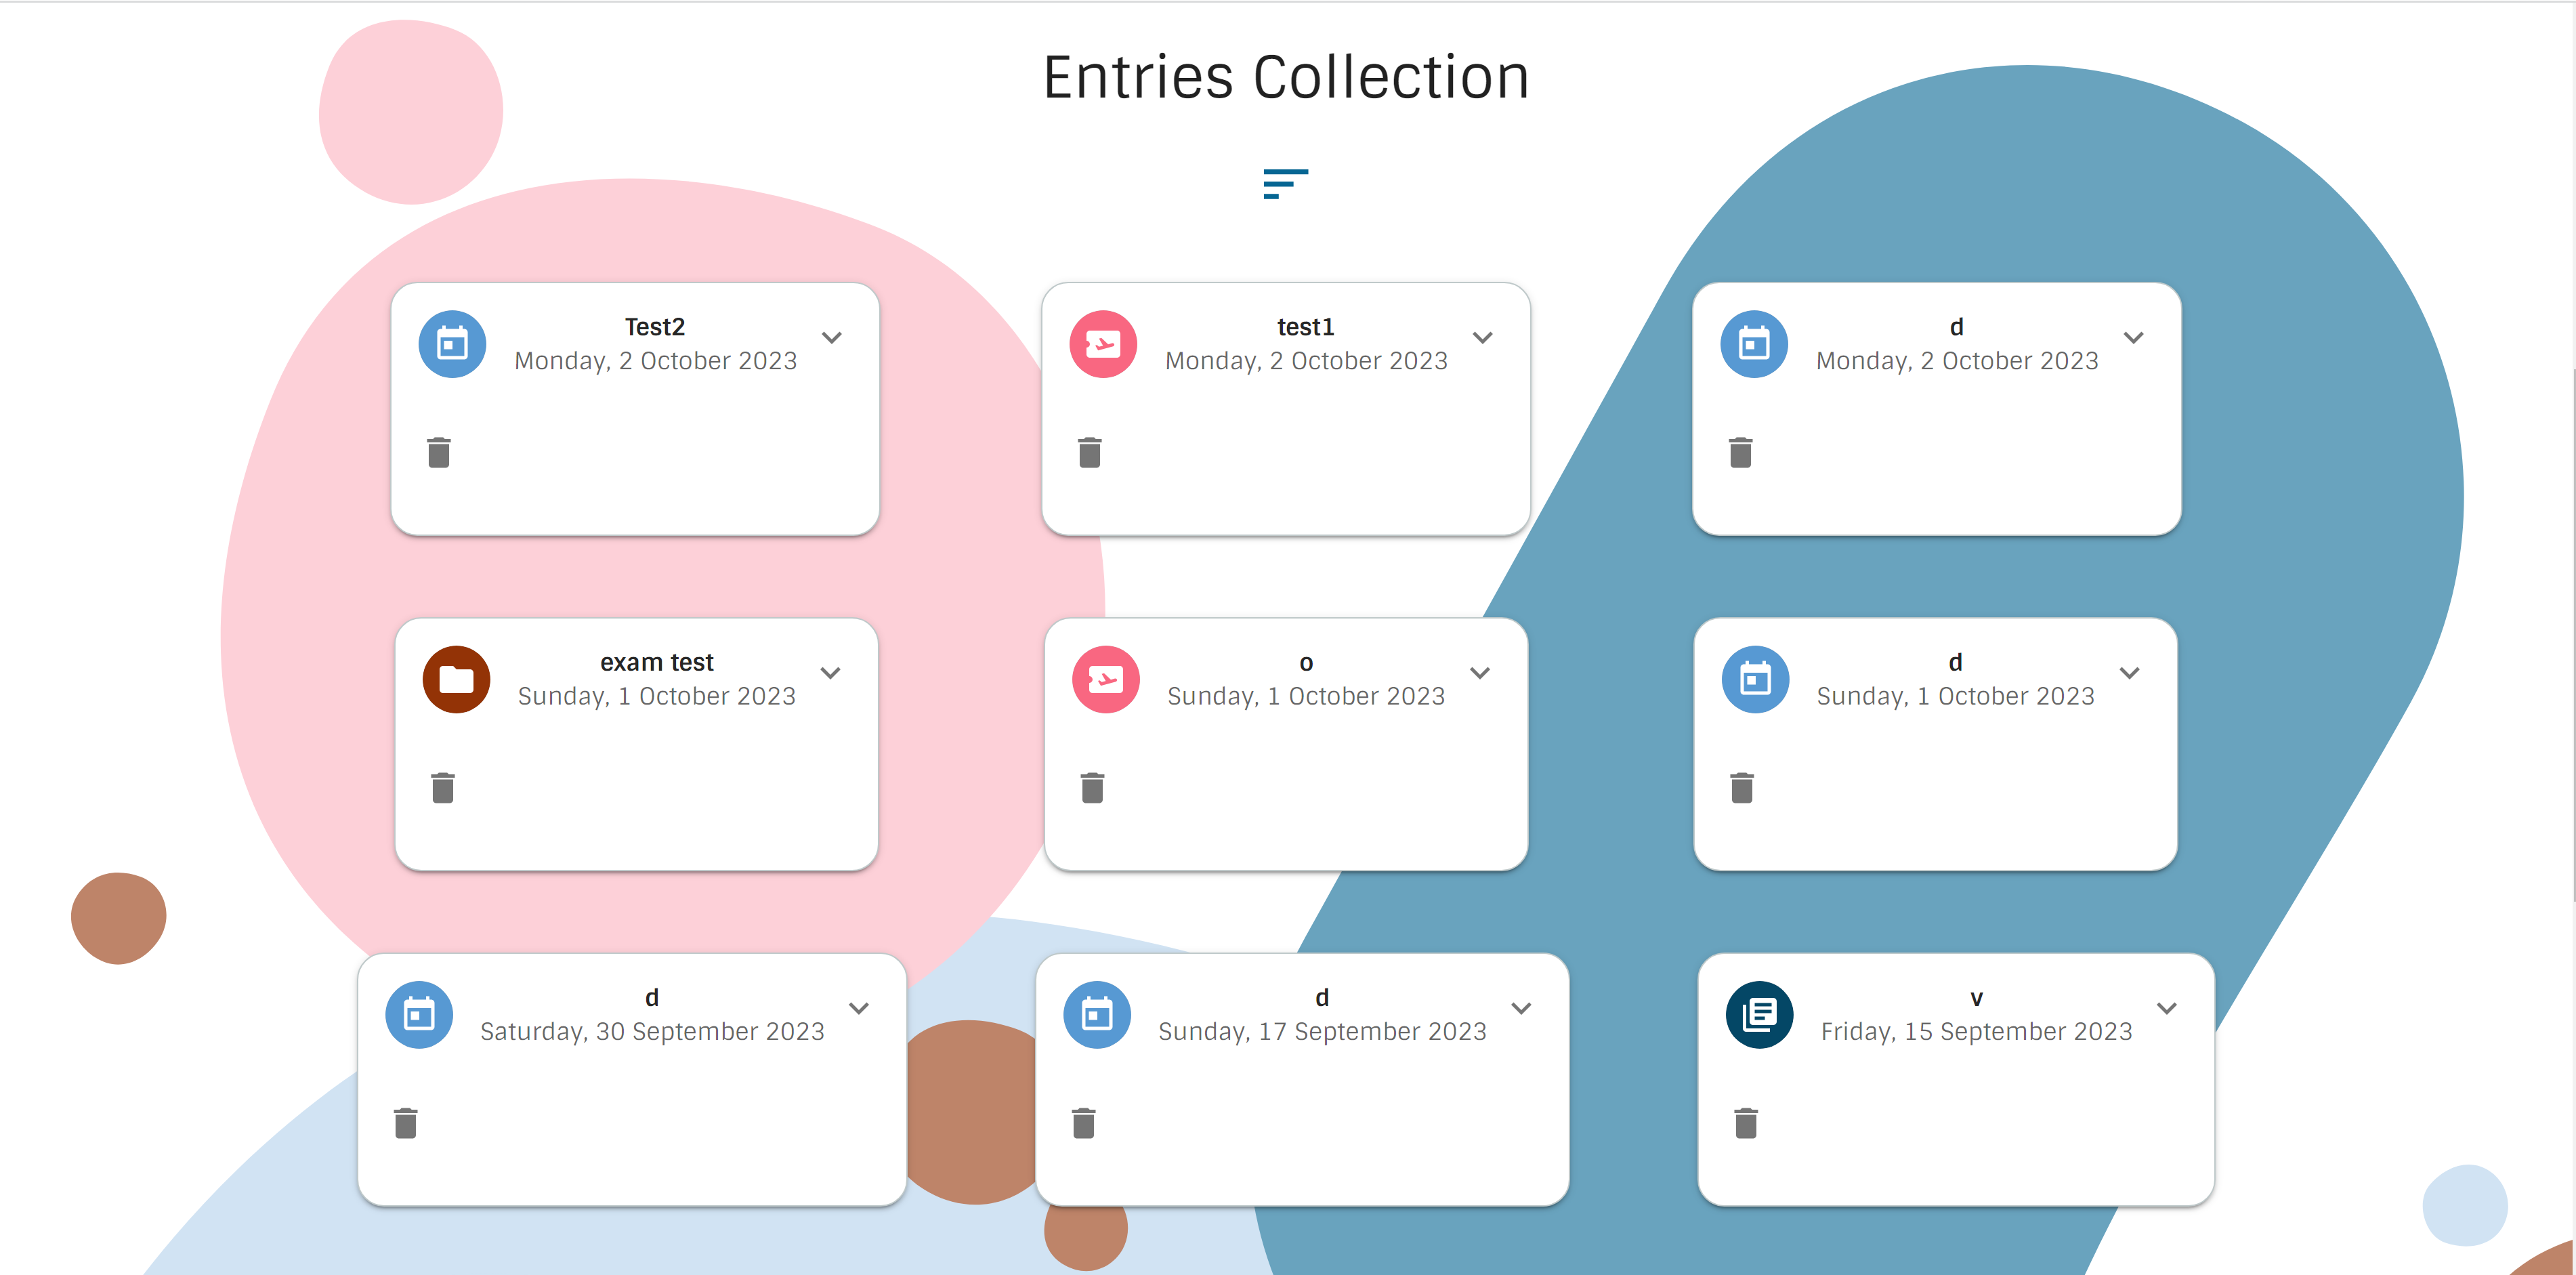 Entries Collection
Test2
Monday, 2 October 2023
test1
Monday, 2 October 2023
d
Monday, 2 October 2023
exam test
Sunday, 1 October 2023
o
Sunday, 1 October 2023
d
Sunday, 1 October 2023
d
Saturday, 30 September 2023
d
Sunday, 17 September 2023
v
Friday, 15 September 2023